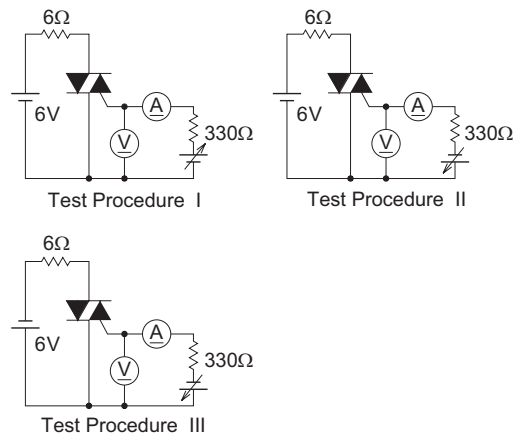 6Ω
6V
A
V
330Ω
Test Procedure I
6Ω
6V
A
V
330Ω
Test Procedure II
6Ω
6V
A
V
330Ω
Test Procedure III